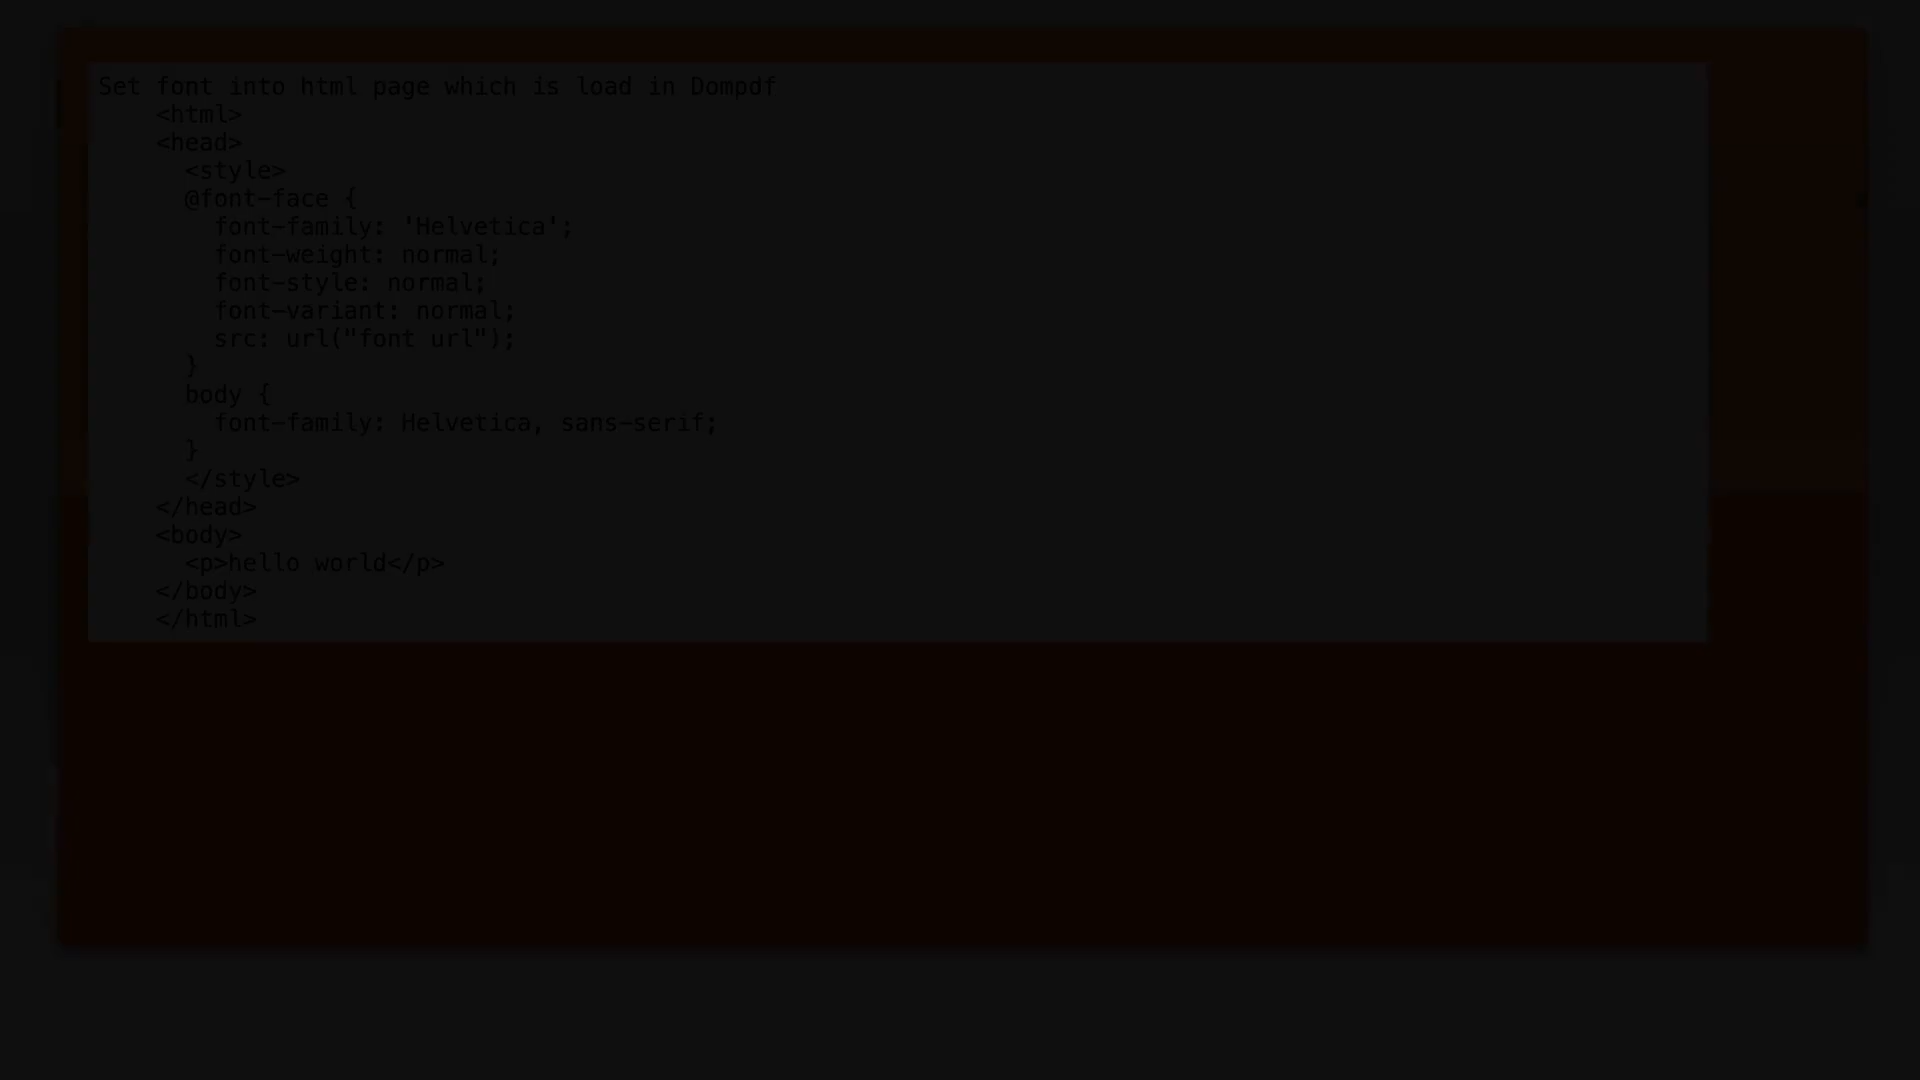 Set font into html page which is load in Dompdf
<html>
<head>
<style>
@font-face {
font-family: 'Helvetica';
font-weight: normal;
font-style: normal;
font-variant: normal;
src: url("font url");
}
body {
font-family: Helvetica, sans-serif;
}
</style>
</head>
<body>
<p>hello world</p>
</body>
</html>